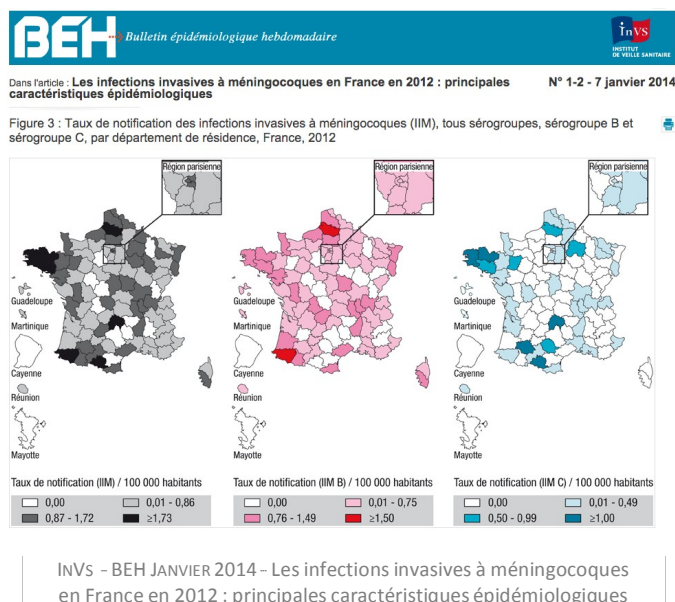 BEH Bulletin épidémiologique hebdomadaire
InVS
INSTITUT
DE VEILLE SANITAIRE
Dans l'article : Les infections invasives à méningocoques en France en 2012 : principales N° 1-2 - 7 janvier 2014
caractéristiques épidémiologiques
Figure 3 : Taux de notification des infections invasives à méningocoques (IIM), tous sérogroupes, sérogroupe B et
sérogroupe C, par département de résidence, France, 2012
Région parisienne
Guadeloupe
Martinique
Cayenne
Réunion
Mayotte
Taux de notification (IIM) / 100 000 habitants
0,00 0,01 - 0,86
0,87 - 1,72 ≥1,73
Région parisienne
Guadeloupe
Martinique
Cayenne
Réunion
Mayotte
Taux de notification (IIM B) / 100 000 habitants
0,00 0,01 - 0,75
0,76 - 1,49 ≥1,50
Région parisienne
Guadeloupe
Martinique
Cayenne
Réunion
Mayotte
Taux de notification (IIM C) / 100 000 habitants
0,00 0,01 - 0,49
0,50 - 0,99 ≥1,00
INVS - BEH JANVIER 2014 - Les infections invasives à méningocoques
en France en 2012 : principales caractéristiques épidémiologiques